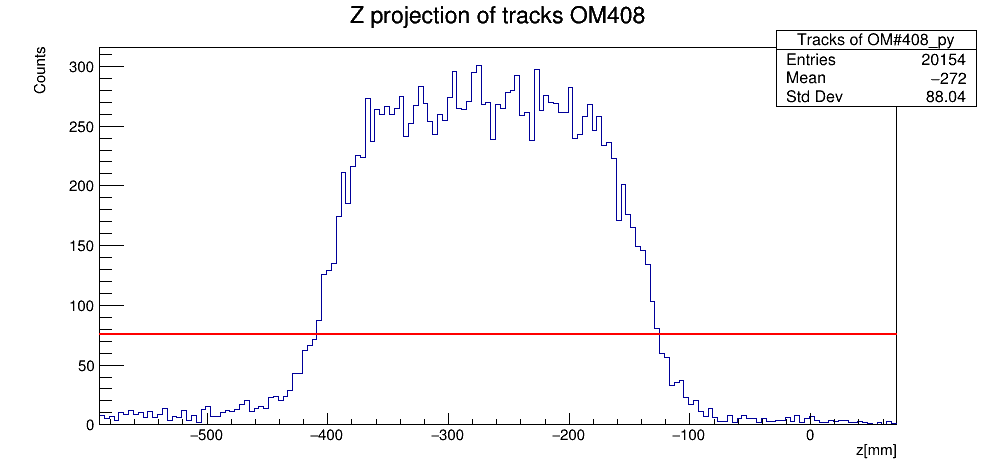 Z projection of tracks OM408
Tracks of OM#408_py
Entries 20154
Mean −272
Std Dev 88.04
Counts
300
250
200
150
100
50
0
−500 −400 −300 −200 −100 0
z[mm]